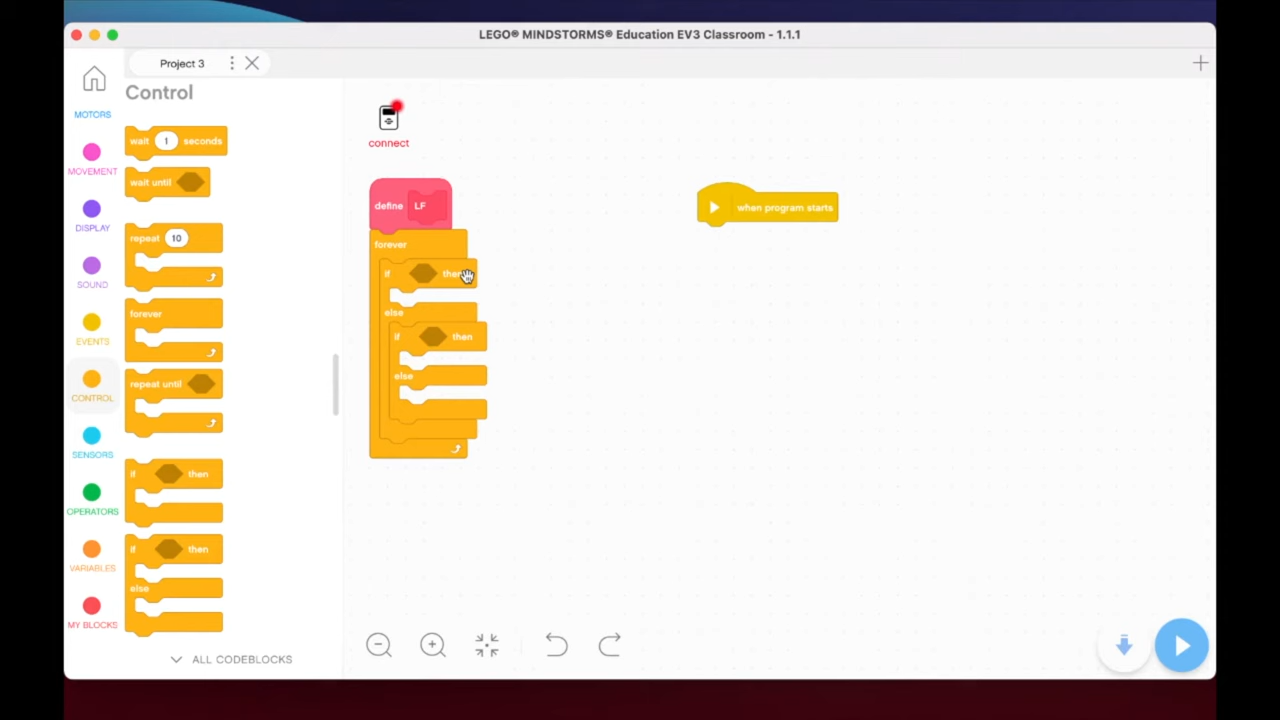 LEGO® MINDSTORMS® Education EV3 Classroom - 1.1.1
Project 3
MOTORS
MOVEMENT
DISPLAY
SOUND
EVENTS
CONTROL
SENSORS
OPERATORS
VARIABLES
MY BLOCKS
Control
wait 1 seconds
wait until
repeat 10
forever
repeat until
if then
if then
else
ALL CODEBLOCKS
connect
define LF
forever
if then
else
if then
else
when program starts